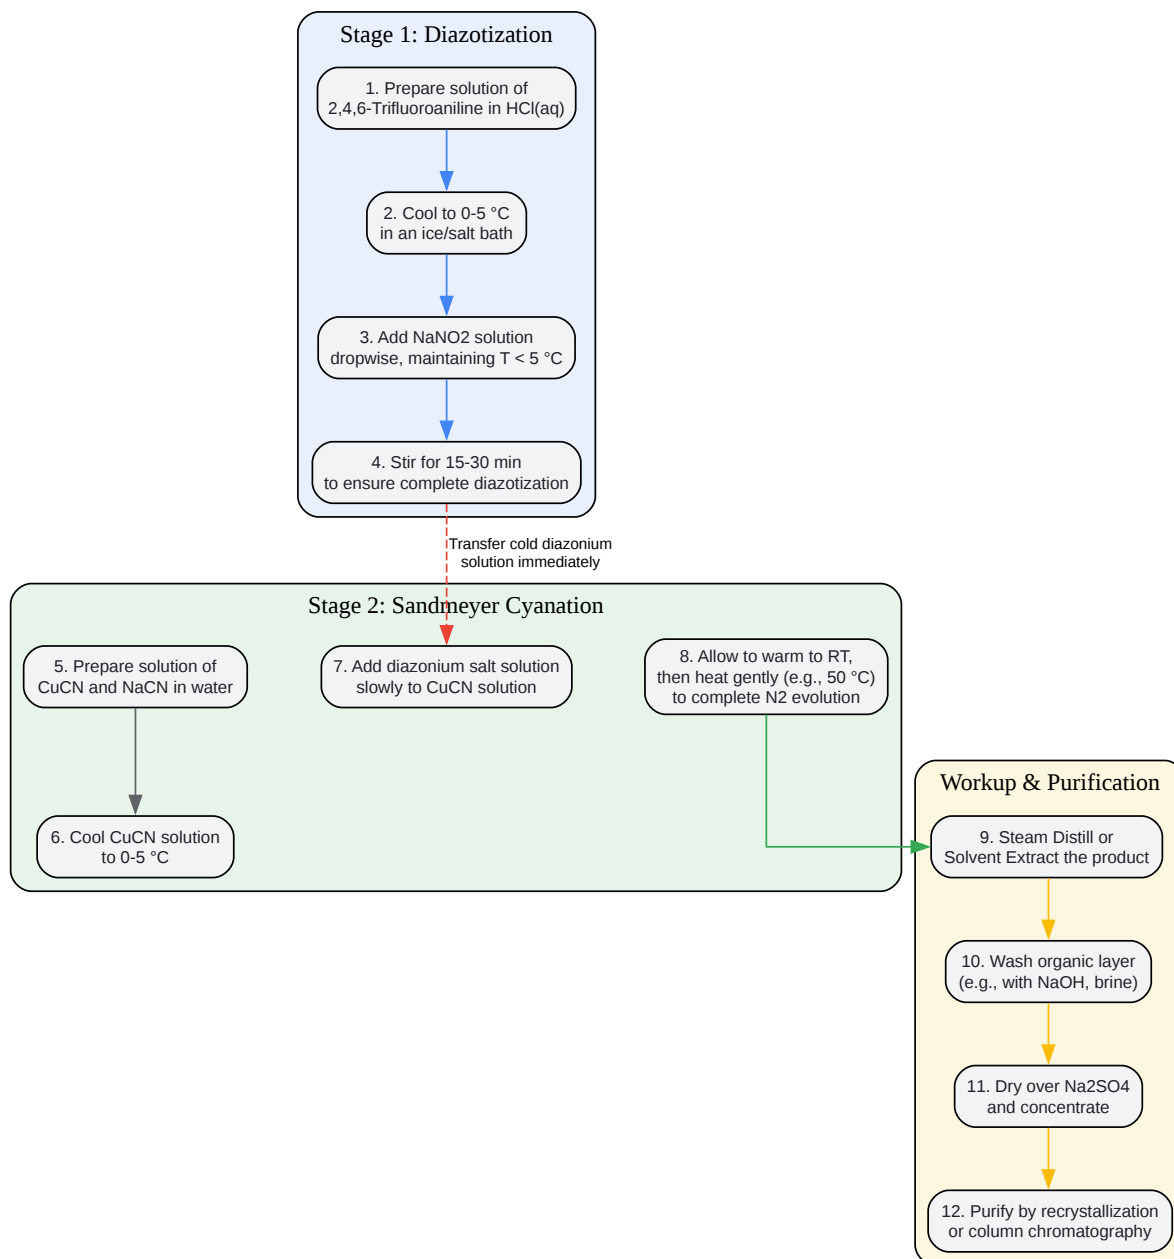 Stage 1: Diazotization
1. Prepare solution of
2,4,6-Trifluoroaniline in HCl(aq)
2. Cool to 0-5 °C
in an ice/salt bath
3. Add NaNO2 solution
dropwise, maintaining T < 5 °C
4. Stir for 15-30 min
to ensure complete diazotization
Transfer cold diazonium
solution immediately
Stage 2: Sandmeyer Cyanation
5. Prepare solution of
CuCN and NaCN in water
6. Cool CuCN solution
to 0-5 °C
7. Add diazonium salt solution
slowly to CuCN solution
8. Allow to warm to RT,
then heat gently (e.g., 50 °C)
to complete N2 evolution
Workup & Purification
9. Steam Distill or
Solvent Extract the product
10. Wash organic layer
(e.g., with NaOH, brine)
11. Dry over Na2SO4
and concentrate
12. Purify by recrystallization
or column chromatography